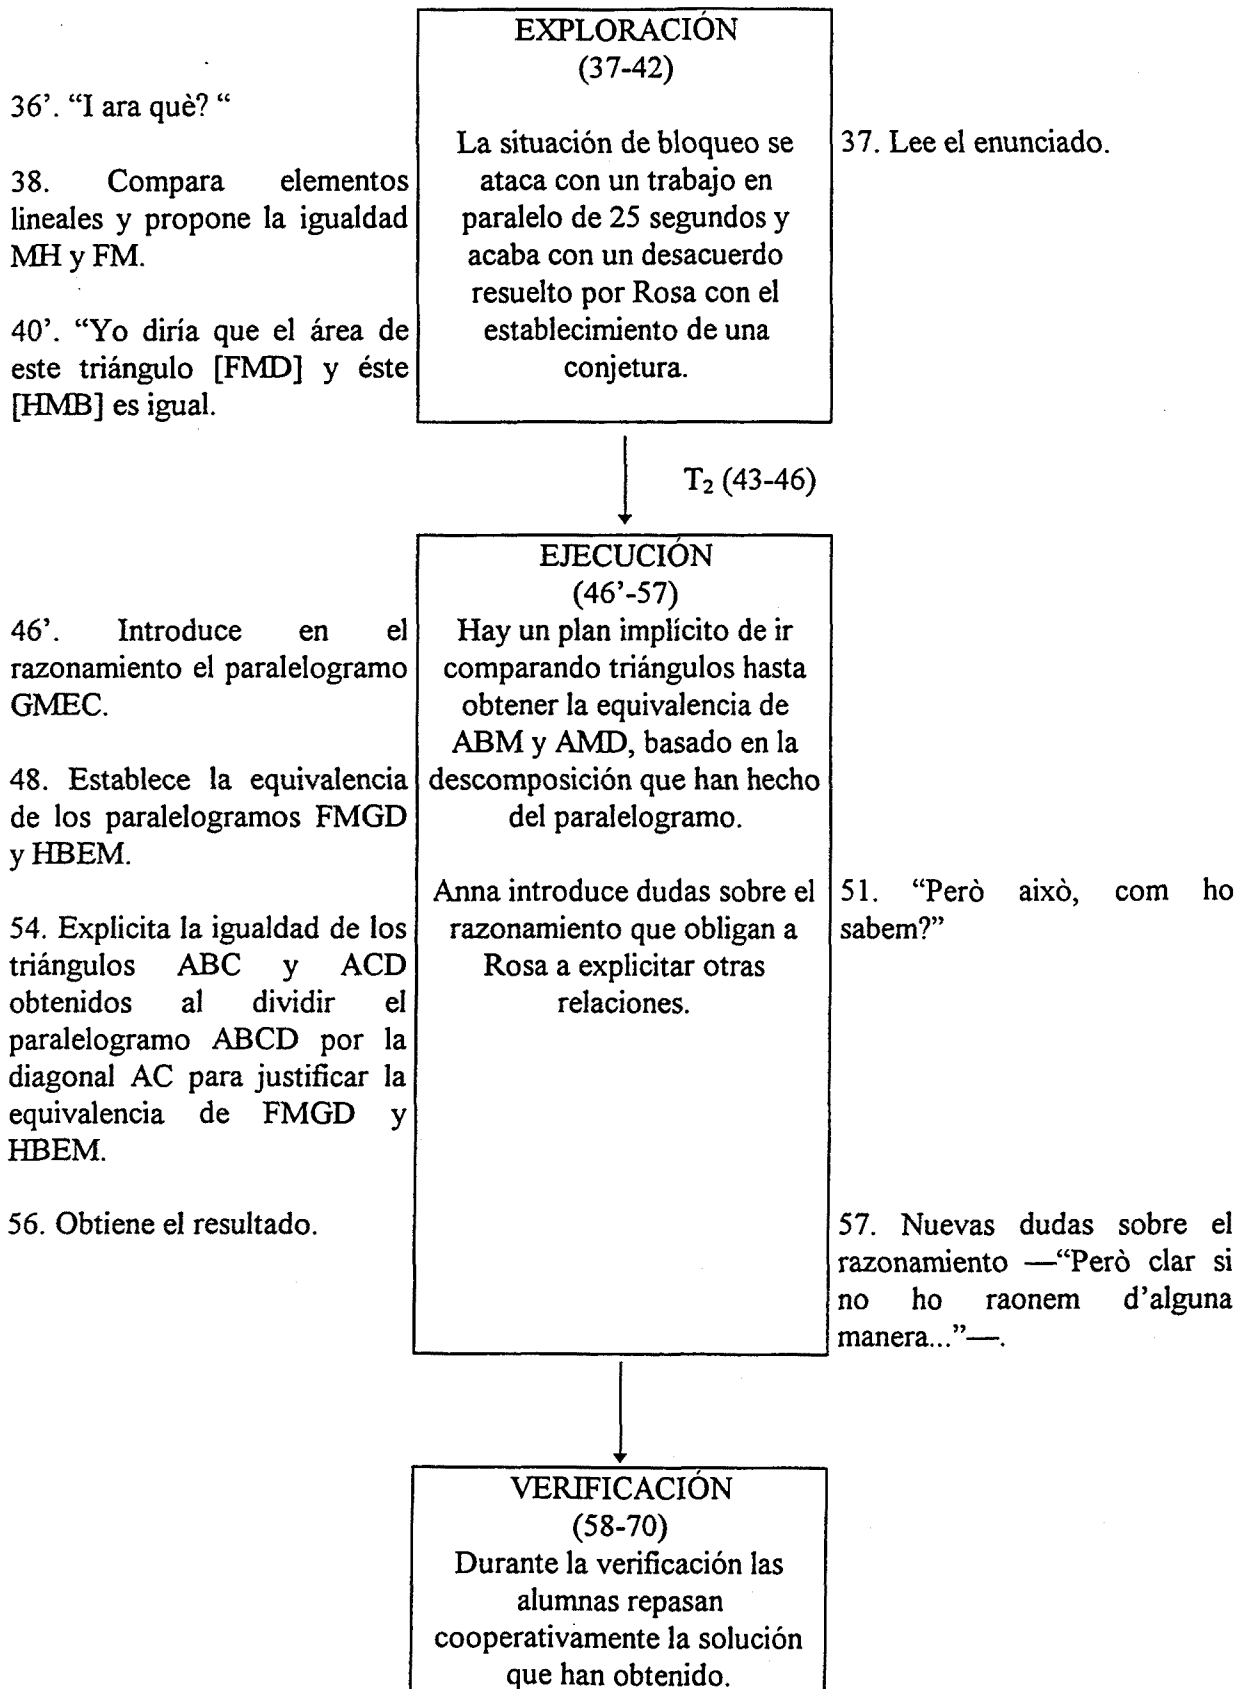 EXPLORACIÓN
(37-42)
36’. “I ara què? “
La situación de bloqueo se
ataca con un trabajo en
paralelo de 25 segundos y
acaba con un desacuerdo
resuelto por Rosa con el
establecimiento de una
conjetura.
37. Lee el enunciado.
38. Compara elementos
lineales y propone la igualdad
MH y FM.
40’. “Yo diría que el área de
este triángulo [FMD] y éste
[HMB] es igual.
T₂ (43-46)
EJECUCIÓN
(46’-57)
46’. Introduce en el
razonamiento el paralelogramo
GMEC.
48. Establece la equivalencia
de los paralelogramos FMGD
y HBEM.
54. Explicita la igualdad de los
triángulos ABC y ACD
obtenidos al dividir el
paralelogramo ABCD por la
diagonal AC para justificar la
equivalencia de FMGD y
HBEM.
56. Obtiene el resultado.
Hay un plan implícito de ir
comparando triángulos hasta
obtener la equivalencia de
ABM y AMD, basado en la
descomposición que han hecho
del paralelogramo.
Anna introduce dudas sobre el
razonamiento que obligan a
Rosa a explicitar otras
relaciones.
51. “Però això, com ho
sabem?”
57. Nuevas dudas sobre el
razonamiento —“Però clar si
no ho raonem d’alguna
manera...”—.
VERIFICACIÓN
(58-70)
Durante la verificación las
alumnas repasan
cooperativamente la solución
que han obtenido.